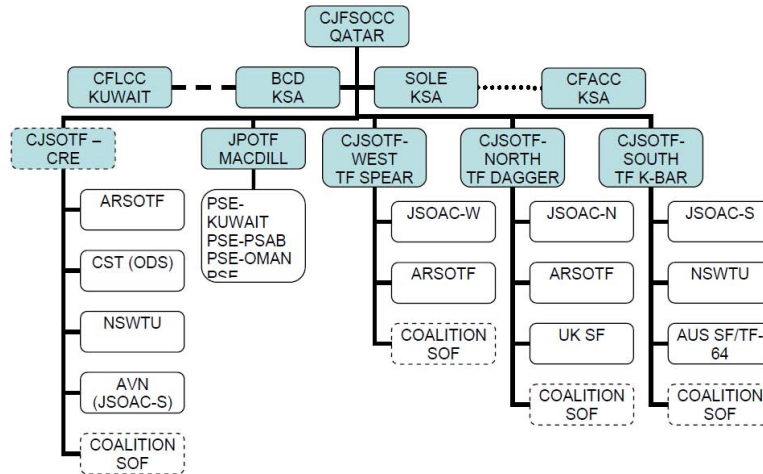 CJFSOCC
QATAR
CFLCC
KUWAIT
BCD
KSA
SOLE
KSA
CFACC
KSA
CJSOTF –
CRE
JPOTF
MACDILL
CJSOTF-
WEST
TF SPEAR
CJSOTF-
NORTH
TF DAGGER
CJSOTF-
SOUTH
TF K-BAR
ARSOTF
CST (ODS)
NSWTU
AVN
(JSOAC-S)
COALITION
SOF
PSE-
KUWAIT
PSE-PSAB
PSE-OMAN
PSE
JSOAC-W
ARSOTF
COALITION
SOF
JSOAC-N
ARSOTF
UK SF
COALITION
SOF
JSOAC-S
NSWTU
AUS SF/TF-
64
COALITION
SOF